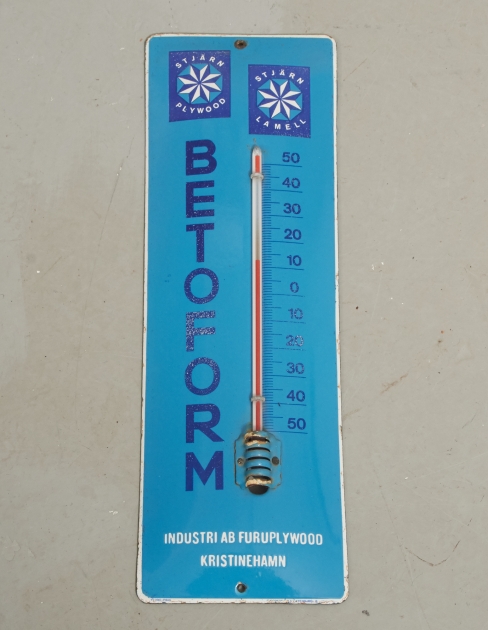 STJÄRN
PLYWOOD
STJÄRN
LAMELL
BETOFORM
50
40
30
20
10
0
10
20
30
40
50
INDUSTRI AB FURUPLYWOOD
KRISTINEHAMN